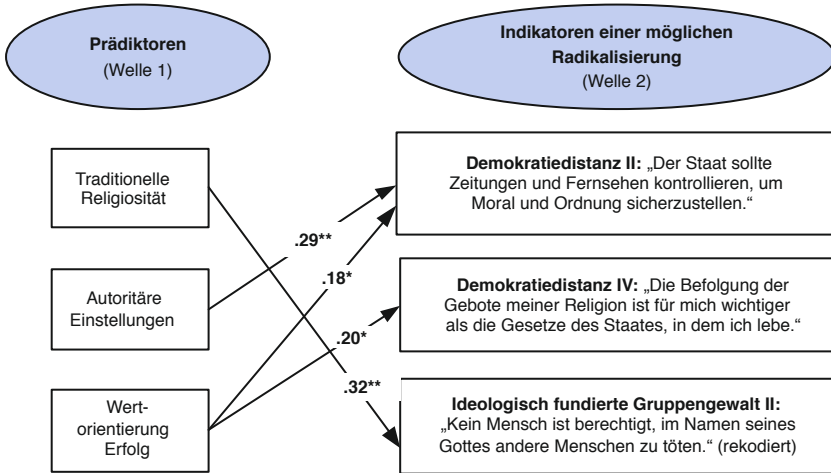 Prädiktoren
(Welle 1)
Indikatoren einer möglichen
Radikalisierung
(Welle 2)
Traditionelle
Religiosität
Autoritäre
Einstellungen
Wert-
orientierung
Erfolg
.29**
.18*
.20*
.32**
Demokratiedistanz II: „Der Staat sollte
Zeitungen und Fernsehen kontrollieren, um
Moral und Ordnung sicherzustellen.“
Demokratiedistanz IV: „Die Befolgung der
Gebote meiner Religion ist für mich wichtiger
als die Gesetze des Staates, in dem ich lebe.“
Ideologisch fundierte Gruppengewalt II:
„Kein Mensch ist berechtigt, im Namen seines
Gottes andere Menschen zu töten.“ (rekodiert)